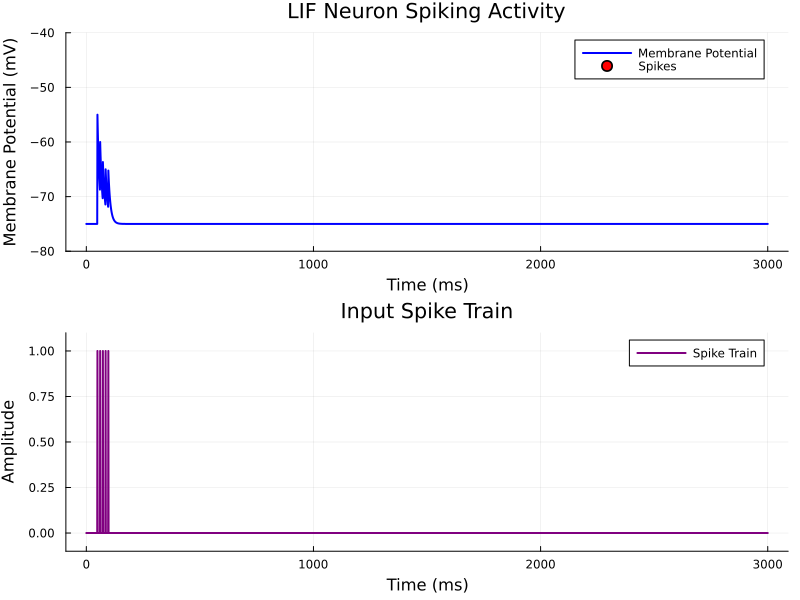 LIF Neuron Spiking Activity
Membrane Potential (mV)
−40
−50
−60
−70
−80
Membrane Potential
Spikes
0
1000
2000
3000
Time (ms)
Input Spike Train
Amplitude
1.00
0.75
0.50
0.25
0.00
Spike Train
0
1000
2000
3000
Time (ms)